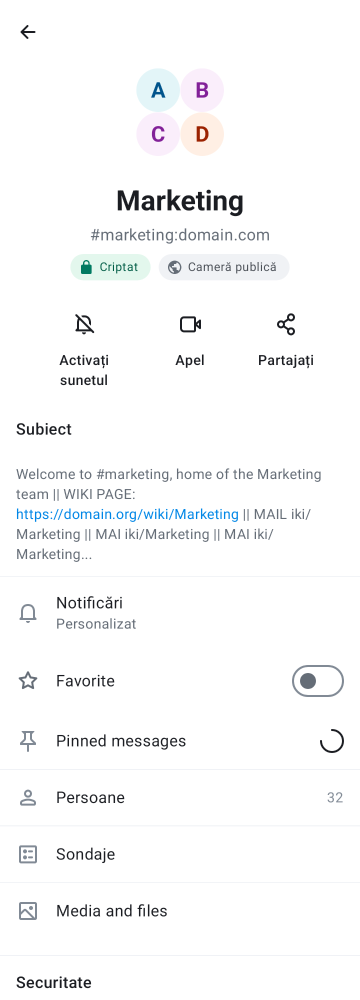 A B
C D
Marketing
#marketing:domain.com
Criptat Cameră publică
Activați
sunetul
Apel
Partajați
Subiect
Welcome to #marketing, home of the Marketing
team || WIKI PAGE:
https://domain.org/wiki/Marketing || MAIL iki/
Marketing || MAI iki/Marketing || MAI iki/
Marketing...
Notificări
Personalizat
Favorite
Pinned messages
Persoane 32
Sondaje
Media and files
Securitate